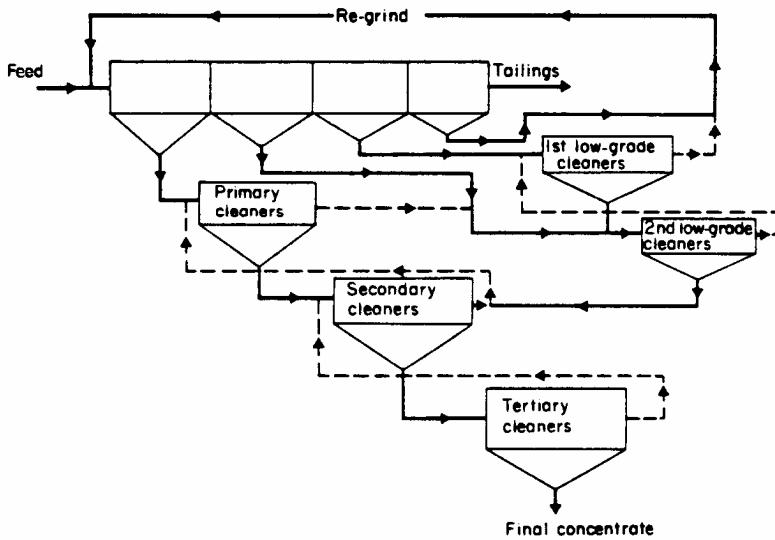 Re-grind
Feed
Tailings
1st low-grade
cleaners
Primary
cleaners
2nd low-grade
cleaners
Secondary
cleaners
Tertiary
cleaners
Final concentrate